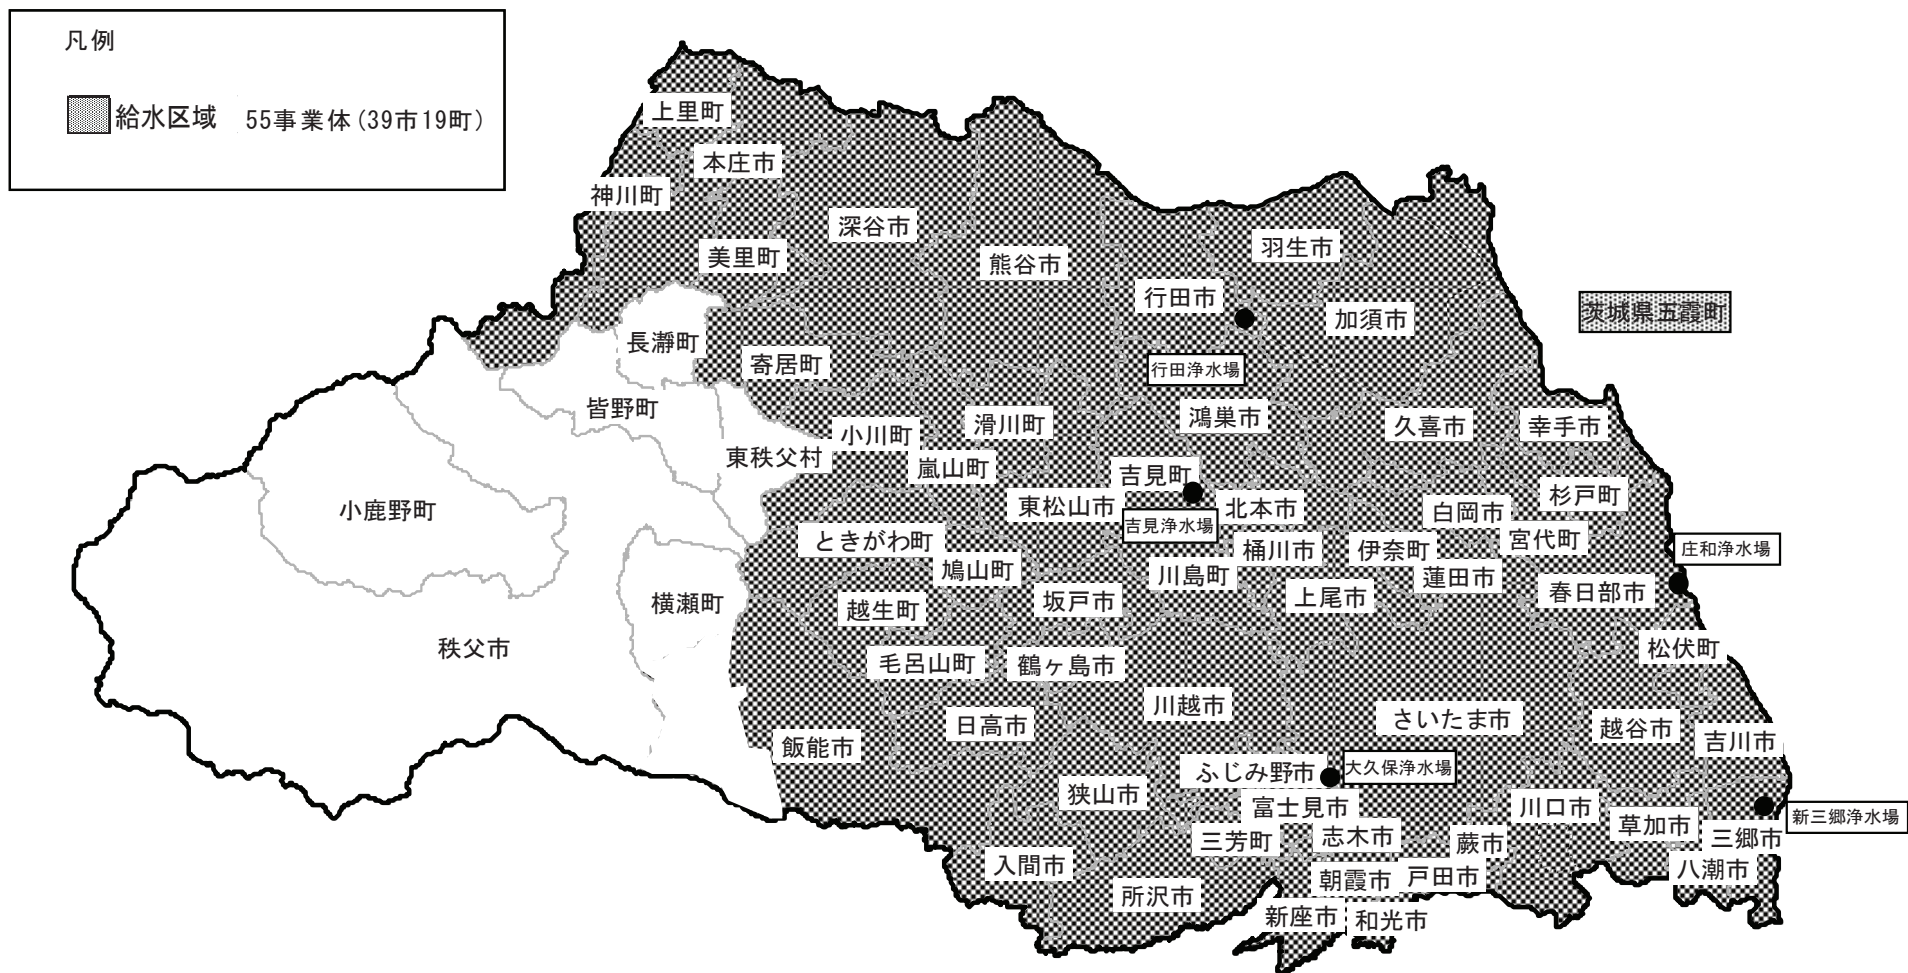 凡例
給水区域 55事業体(39市19町)
上里町
本庄市
神川町
深谷市
美里町
熊谷市
羽生市
行田市
加須市
茨城県五霞町
長瀞町
寄居町
行田浄水場
皆野町
小川町
滑川町
鴻巣市
久喜市
幸手市
東秩父村
嵐山町
吉見町
小鹿野町
東松山市
吉見浄水場
北本市
白岡市
杉戸町
ときがわ町
桶川市
伊奈町
宮代町
庄和浄水場
鳩山町
川島町
蓮田市
横瀬町
越生町
坂戸市
上尾市
春日部市
秩父市
毛呂山町
鶴ヶ島市
松伏町
川越市
さいたま市
日高市
越谷市
飯能市
吉川市
ふじみ野市
大久保浄水場
狭山市
富士見市
川口市
新三郷浄水場
三芳町
志木市
蕨市
草加市
三郷市
入間市
朝霞市
戸田市
八潮市
所沢市
新座市
和光市